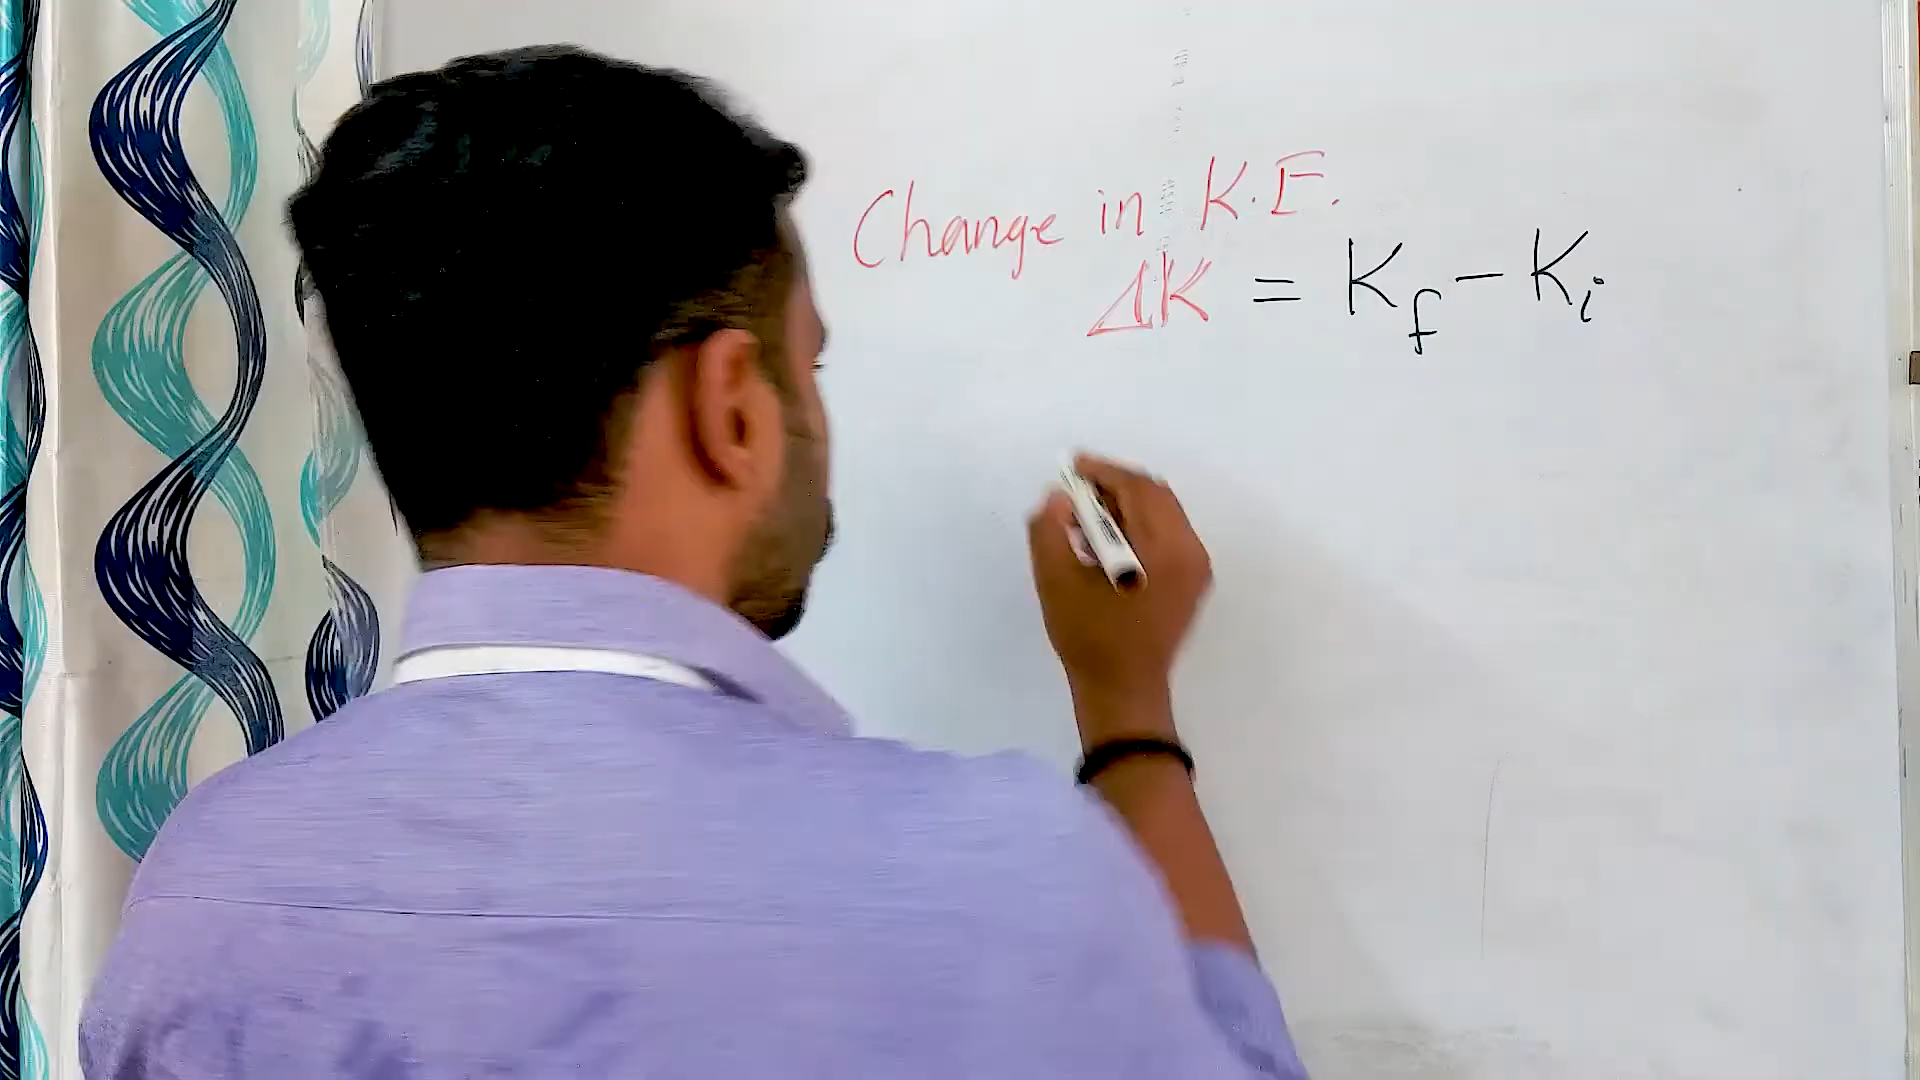 Change in K.E.
ΔK = K_f - K_i